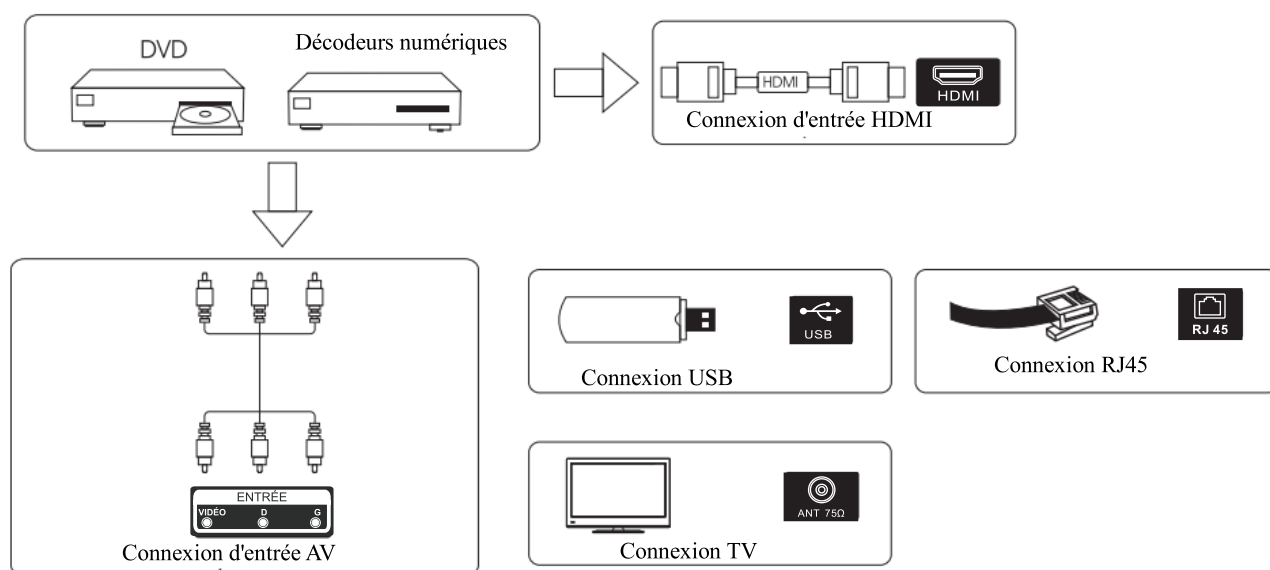 DVD
Décodeurs numériques
HDMI
HDMI
Connexion d'entrée HDMI
ENTRÉE
VIDÉO D G
Connexion d'entrée AV
USB
Connexion USB
RJ 45
Connexion RJ45
ANT 75Ω
Connexion TV